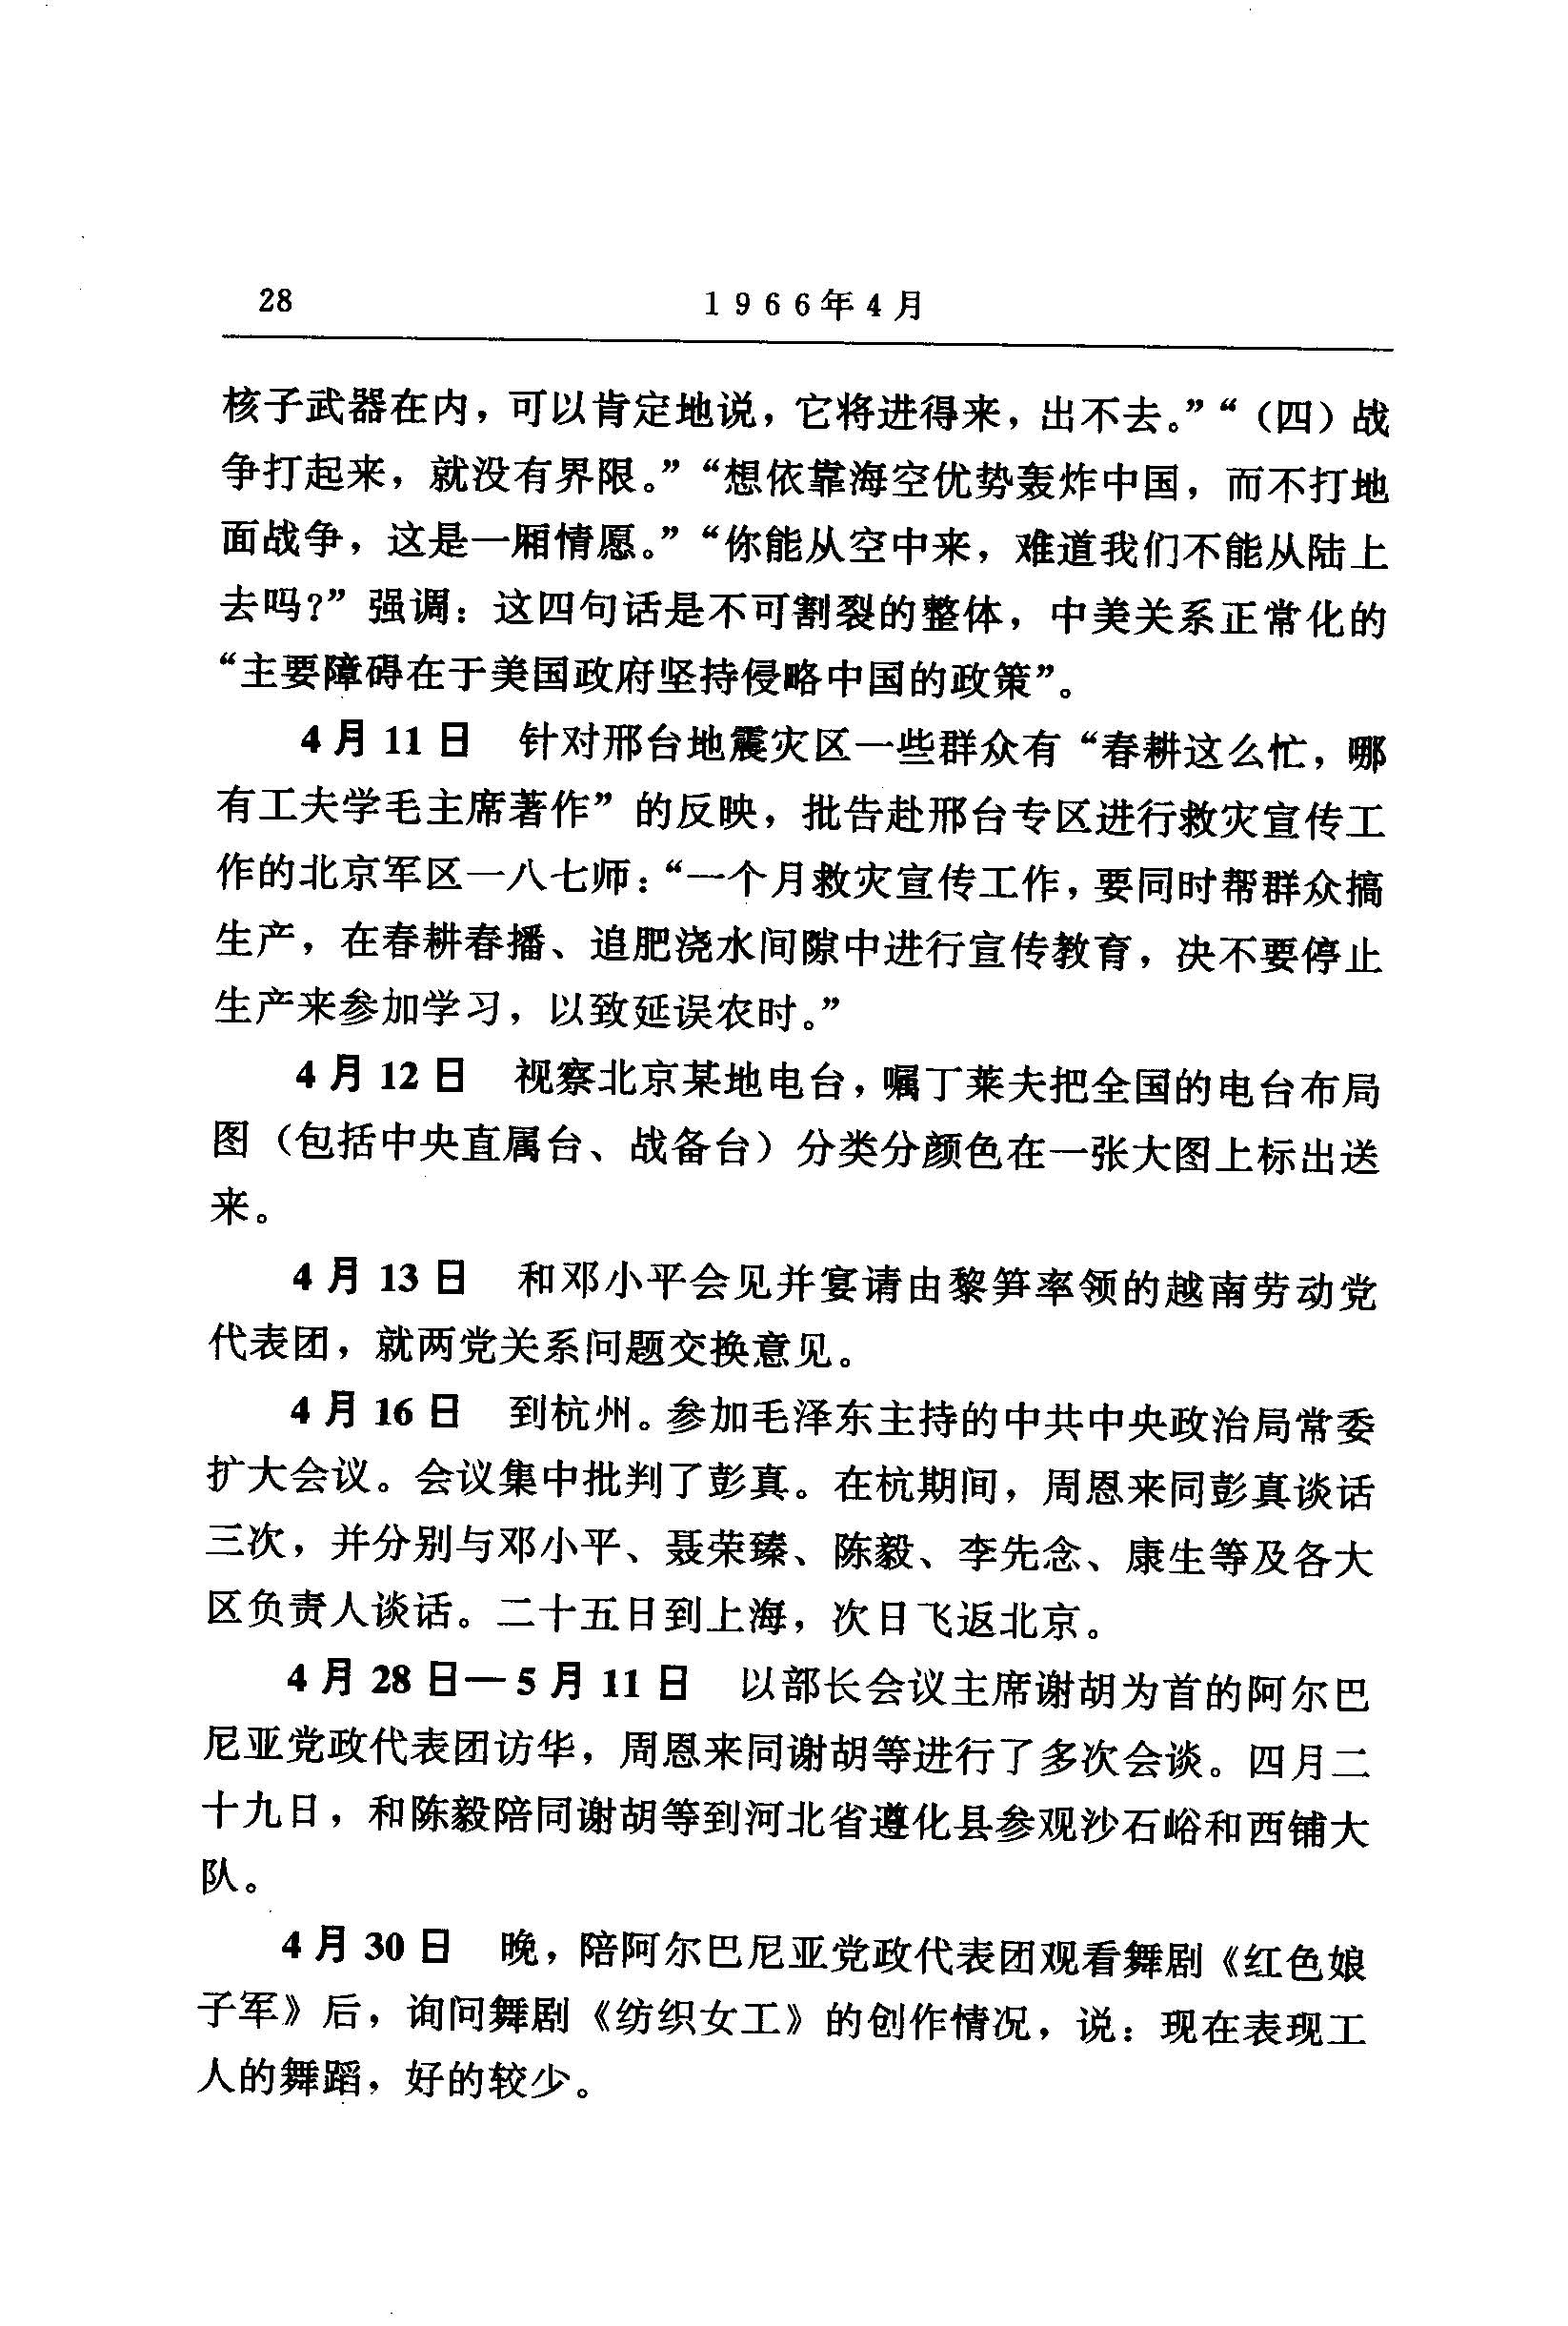 28
1966年4月
核子武器在内，可以肯定地说，它将进得来，出不去。”“（四）战
争打起来，就没有界限。”“想依靠海空优势轰炸中国，而不打地
面战争，这是一厢情愿。”“你能从空中来，难道我们不能从陆上
去吗？”强调：这四句话是不可割裂的整体，中美关系正常化的
“主要障碍在于美国政府坚持侵略中国的政策”。
4月11日　针对邢台地震灾区一些群众有“春耕这么忙，哪
有工夫学毛主席著作”的反映，批告赴邢台专区进行救灾宣传工
作的北京军区一八七师：“一个月救灾宣传工作，要同时帮群众搞
生产，在春耕春播、追肥浇水间隙中进行宣传教育，决不要停止
生产来参加学习，以致延误农时。”
4月12日　视察北京某地电台，嘱丁莱夫把全国的电台布局
图（包括中央直属台、战备台）分类分颜色在一张大图上标出送
来。
4月13日　和邓小平会见并宴请由黎笋率领的越南劳动党
代表团，就两党关系问题交换意见。
4月16日　到杭州。参加毛泽东主持的中共中央政治局常委
扩大会议。会议集中批判了彭真。在杭期间，周恩来同彭真谈话
三次，并分别与邓小平、聂荣臻、陈毅、李先念、康生等及各大
区负责人谈话。二十五日到上海，次日飞返北京。
4月28日—5月11日　以部长会议主席谢胡为首的阿尔巴
尼亚党政代表团访华，周恩来同谢胡等进行了多次会谈。四月二
十九日，和陈毅陪同谢胡等到河北省遵化县参观沙石峪和西铺大
队。
4月30日　晚，陪阿尔巴尼亚党政代表团观看舞剧《红色娘
子军》后，询问舞剧《纺织女工》的创作情况，说：现在表现工
人的舞蹈，好的较少。